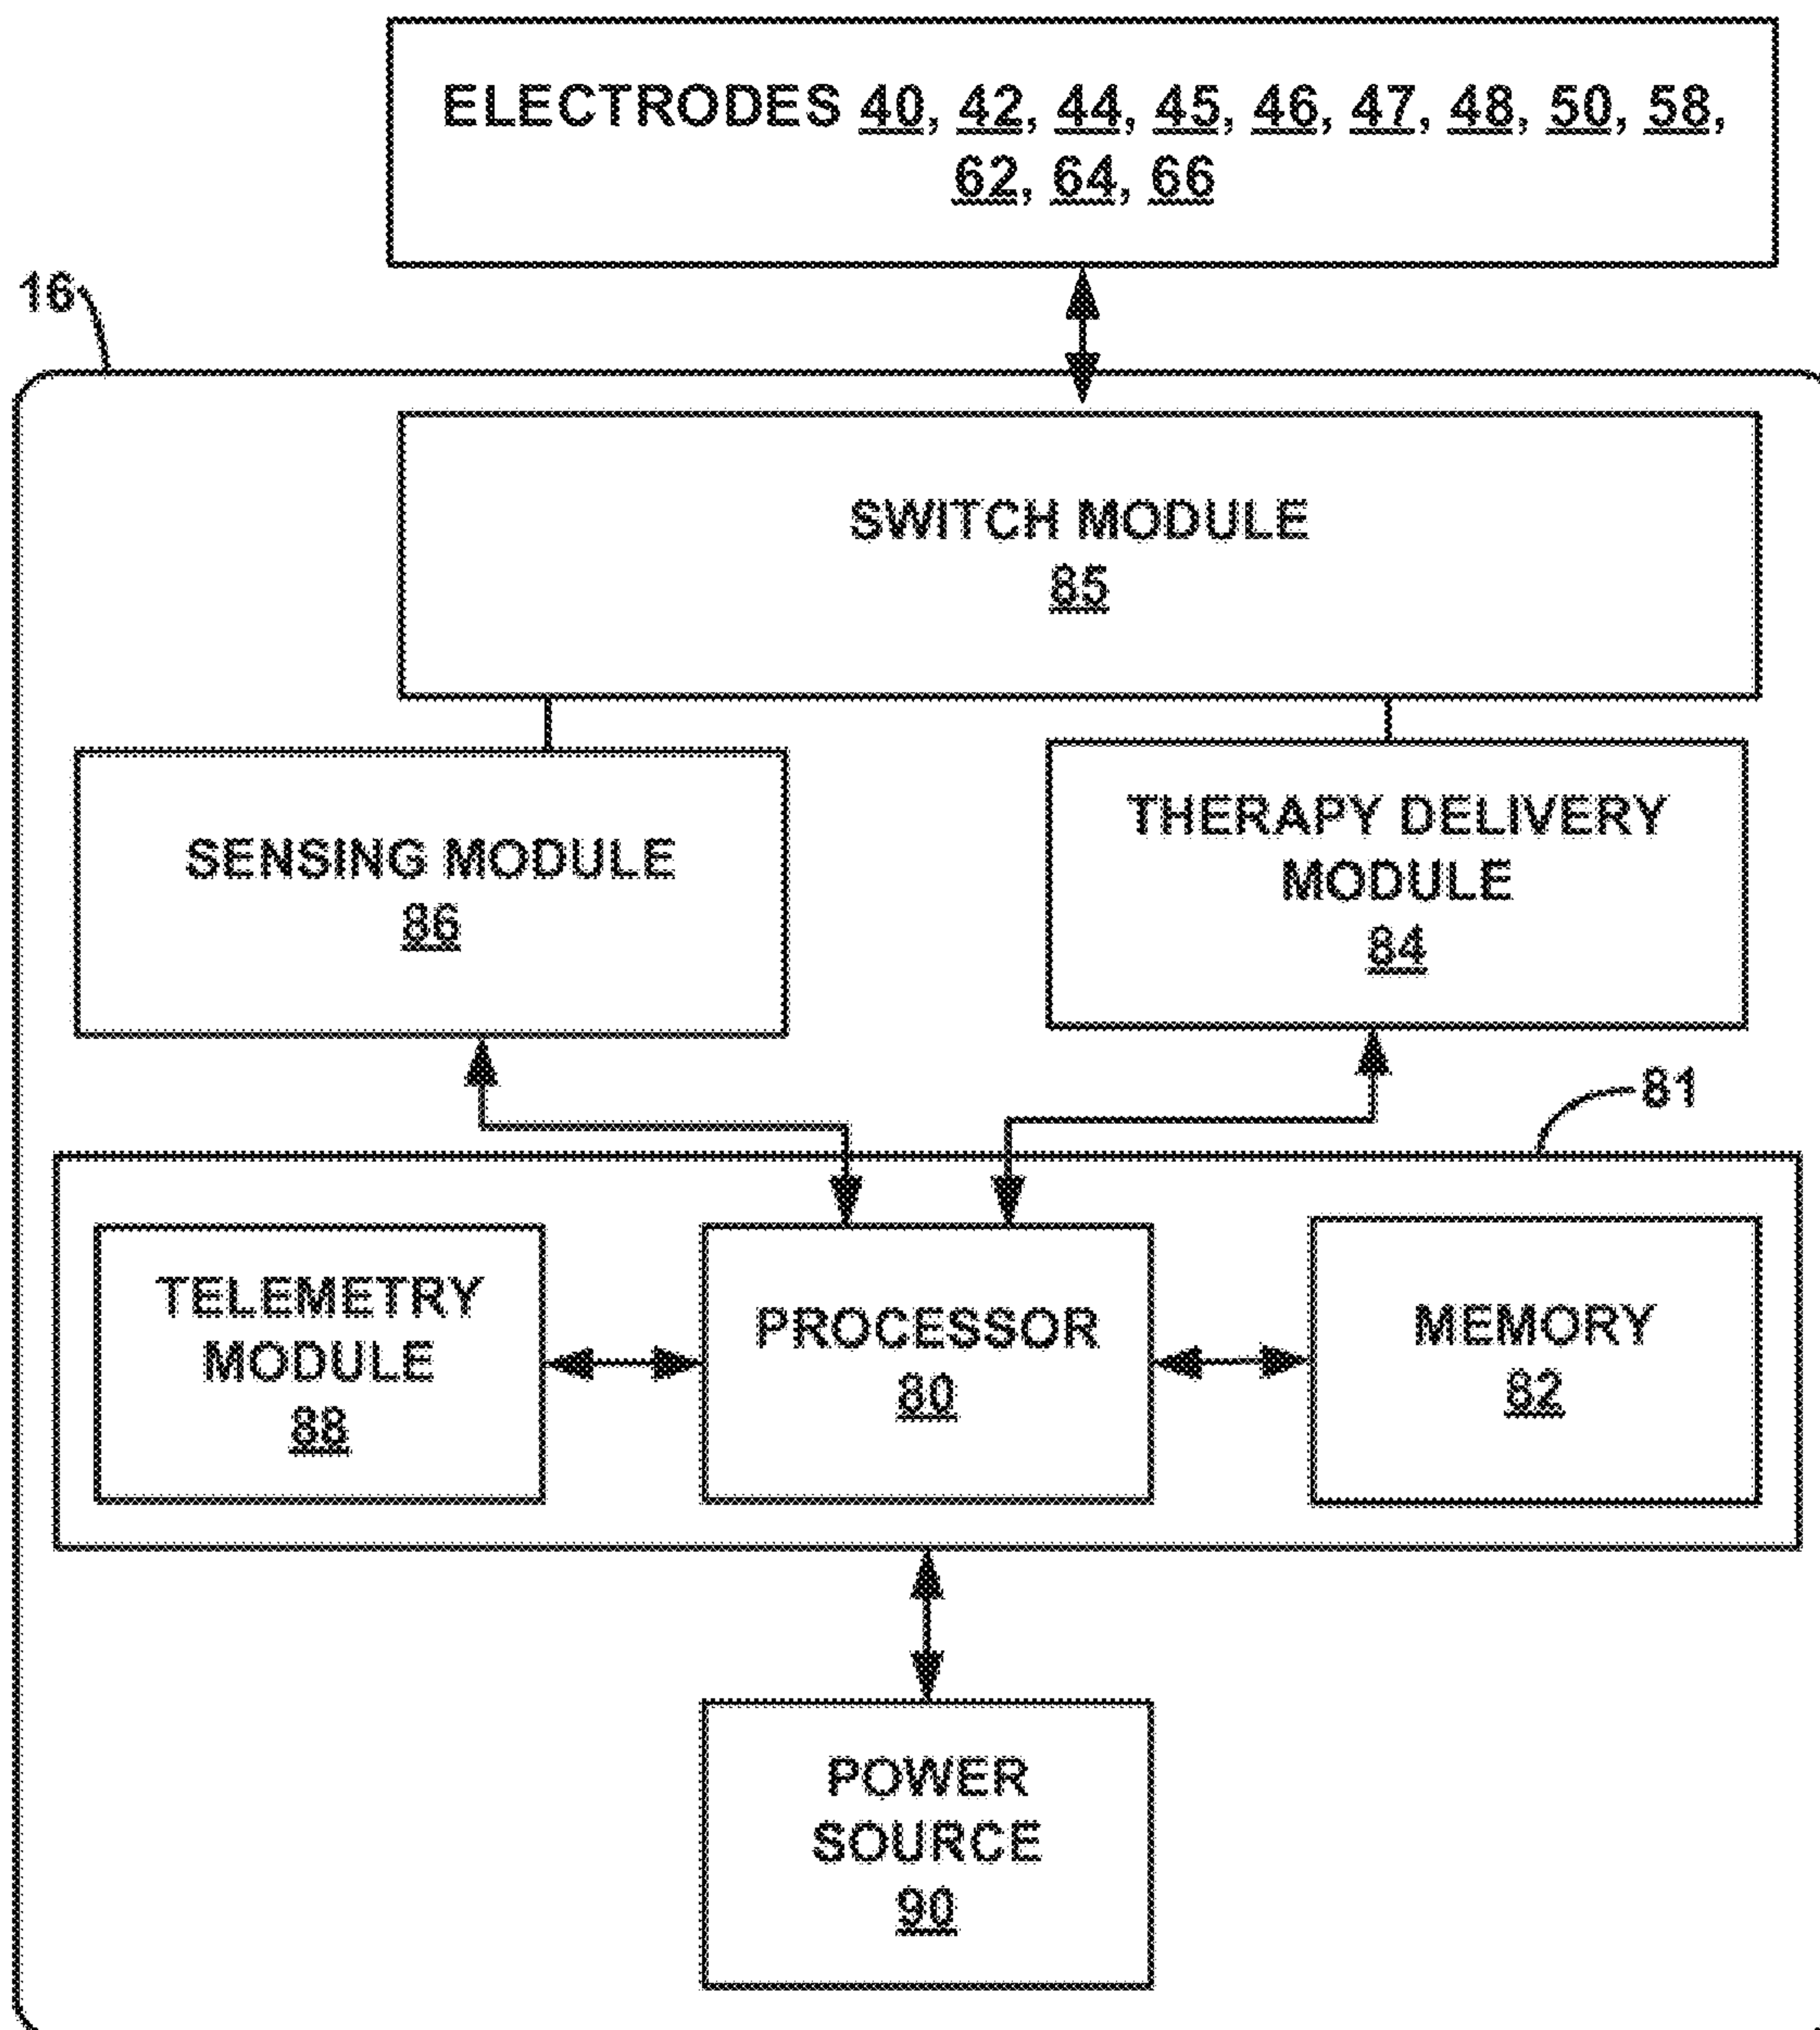 ELECTRODES 40, 42, 44, 45, 46, 47, 48, 50, 58,
62, 64, 66
16
SWITCH MODULE
85
SENSING MODULE
86
THERAPY DELIVERY
MODULE
84
81
TELEMETRY
MODULE
88
PROCESSOR
80
MEMORY
82
POWER
SOURCE
90